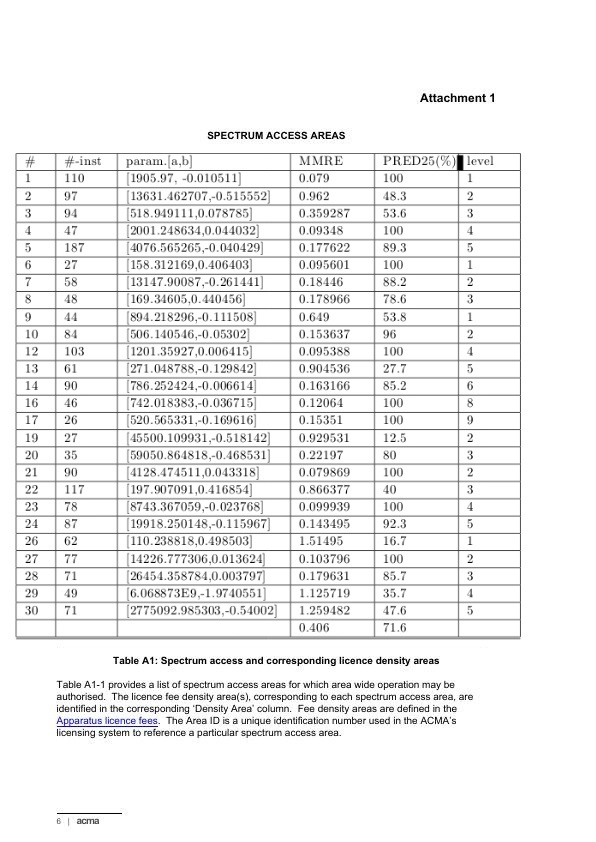 Attachment 1
SPECTRUM ACCESS AREAS
# #-inst param.[a,b] MMRE PRED25(%) level
1 110 [1905.97, -0.010511] 0.079 100 1
2 97 [13631.462707,-0.515552] 0.962 48.3 2
3 94 [518.949111,0.078785] 0.359287 53.6 3
4 47 [2001.248634,0.044032] 0.09348 100 4
5 187 [4076.565265,-0.040429] 0.177622 89.3 5
6 27 [158.312169,0.406403] 0.095601 100 1
7 58 [13147.90087,-0.261441] 0.18446 88.2 2
8 48 [169.34605,0.440456] 0.178966 78.6 3
9 44 [894.218296,-0.111508] 0.649 53.8 1
10 84 [506.140546,-0.05302] 0.153637 96 2
12 103 [1201.35927,0.006415] 0.095388 100 4
13 61 [271.048788,-0.129842] 0.904536 27.7 5
14 90 [786.252424,-0.006614] 0.163166 85.2 6
16 46 [742.018383,-0.036715] 0.12064 100 8
17 26 [520.565331,-0.169616] 0.15351 100 9
19 27 [45500.109931,-0.518142] 0.929531 12.5 2
20 35 [59050.864818,-0.468531] 0.22197 80 3
21 90 [4128.474511,0.043318] 0.079869 100 2
22 117 [197.907091,0.416854] 0.866377 40 3
23 78 [8743.367059,-0.023768] 0.099939 100 4
24 87 [19918.250148,-0.115967] 0.143495 92.3 5
26 62 [110.238818,0.498503] 1.51495 16.7 1
27 77 [14226.777306,0.013624] 0.103796 100 2
28 71 [26454.358784,0.003797] 0.179631 85.7 3
29 49 [6.068873E9,-1.9740551] 1.125719 35.7 4
30 71 [2775092.985303,-0.54002] 1.259482 47.6 5
0.406 71.6
Table A1: Spectrum access and corresponding licence density areas
Table A1-1 provides a list of spectrum access areas for which area wide operation may be
authorised. The licence fee density area(s), corresponding to each spectrum access area, are
identified in the corresponding 'Density Area' column. Fee density areas are defined in the
Apparatus licence fees. The Area ID is a unique identification number used in the ACMA's
licensing system to reference a particular spectrum access area.
6 | acma